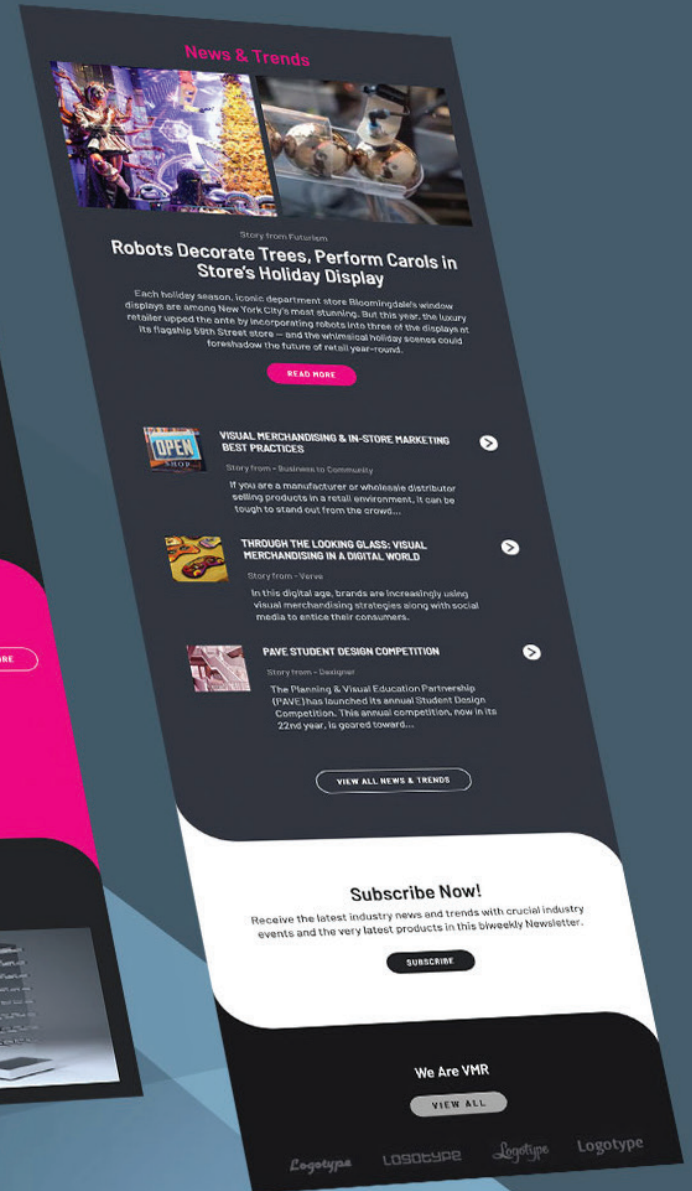 News & Trends
Story from Futurism
Robots Decorate Trees, Perform Carols in
Store's Holiday Display
Each holiday season, iconic department store Bloomingdale's window
displays are among New York City's most stunning. But this year, the luxury
retailer upped the ante by incorporating robots into three of the displays at
its flagship 59th Street store — and the whimsical holiday scenes could
foreshadow the future of retail year-round.
READ MORE
OPEN
SHOP
VISUAL MERCHANDISING & IN-STORE MARKETING
BEST PRACTICES
Story from - Business to Community
If you are a manufacturer or wholesale distributor
selling products in a retail environment, it can be
tough to stand out from the crowd...
THROUGH THE LOOKING GLASS: VISUAL
MERCHANDISING IN A DIGITAL WORLD
Story from - Verve
In this digital age, brands are increasingly using
visual merchandising strategies along with social
media to entice their consumers.
RE
PAVE STUDENT DESIGN COMPETITION
Story from - Dexigner
The Planning & Visual Education Partnership
(PAVE) has launched its annual Student Design
Competition. This annual competition, now in its
22nd year, is geared toward...
VIEW ALL NEWS & TRENDS
Subscribe Now!
Receive the latest industry news and trends with crucial industry
events and the very latest products in this biweekly Newsletter.
SUBSCRIBE
We Are VMR
VIEW ALL
Logotype LOGOTYPE Logotype Logotype